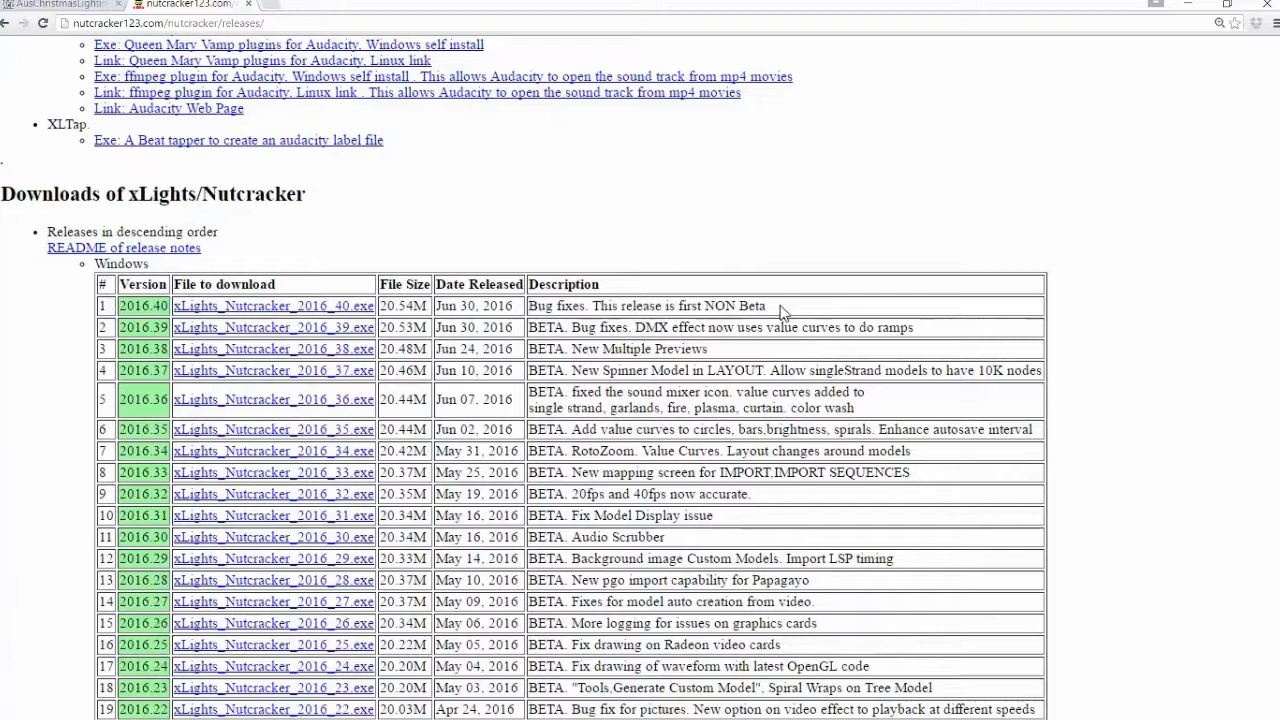 AusChristmasLight
nutcracker123.com/
nutcracker123.com/nutcracker/releases/
Exe: Queen Mary Vamp plugins for Audacity, Windows self install
Link: Queen Mary Vamp plugins for Audacity, Linux link
Exe: ffmpeg plugin for Audacity, Windows self install . This allows Audacity to open the sound track from mp4 movies
Link: ffmpeg plugin for Audacity, Linux link . This allows Audacity to open the sound track from mp4 movies
Link: Audacity Web Page
XLTap.
Exe: A Beat tapper to create an audacity label file
.
Downloads of xLights/Nutcracker
Releases in descending order
README of release notes
Windows
# Version File to download File Size Date Released Description
1 2016.40 xLights_Nutcracker_2016_40.exe 20.54M Jun 30, 2016 Bug fixes. This release is first NON Beta
2 2016.39 xLights_Nutcracker_2016_39.exe 20.53M Jun 30, 2016 BETA. Bug fixes. DMX effect now uses value curves to do ramps
3 2016.38 xLights_Nutcracker_2016_38.exe 20.48M Jun 24, 2016 BETA. New Multiple Previews
4 2016.37 xLights_Nutcracker_2016_37.exe 20.46M Jun 10, 2016 BETA. New Spinner Model in LAYOUT. Allow singleStrand models to have 10K nodes
5 2016.36 xLights_Nutcracker_2016_36.exe 20.44M Jun 07. 2016 BETA. fixed the sound mixer icon. value curves added to
single strand, garlands, fire, plasma, curtain. color wash
6 2016.35 xLights_Nutcracker_2016_35.exe 20.44M Jun 02, 2016 BETA. Add value curves to circles, bars,brightness, spirals. Enhance autosave interval
7 2016.34 xLights_Nutcracker_2016_34.exe 20.42M May 31, 2016 BETA. RotoZoom. Value Curves. Layout changes around models
8 2016.33 xLights_Nutcracker_2016_33.exe 20.37M May 25, 2016 BETA. New mapping screen for IMPORT,IMPORT SEQUENCES
9 2016.32 xLights_Nutcracker_2016_32.exe 20.35M May 19, 2016 BETA. 20fps and 40fps now accurate.
10 2016.31 xLights_Nutcracker_2016_31.exe 20.34M May 16, 2016 BETA. Fix Model Display issue
11 2016.30 xLights_Nutcracker_2016_30.exe 20.34M May 16, 2016 BETA. Audio Scrubber
12 2016.29 xLights_Nutcracker_2016_29.exe 20.33M May 14, 2016 BETA. Background image Custom Models. Import LSP timing
13 2016.28 xLights_Nutcracker_2016_28.exe 20.37M May 10, 2016 BETA. New pgo import capability for Papagayo
14 2016.27 xLights_Nutcracker_2016_27.exe 20.37M May 09, 2016 BETA. Fixes for model auto creation from video.
15 2016.26 xLights_Nutcracker_2016_26.exe 20.34M May 06, 2016 BETA. More logging for issues on graphics cards
16 2016.25 xLights_Nutcracker_2016_25.exe 20.22M May 05, 2016 BETA. Fix drawing on Radeon video cards
17 2016.24 xLights_Nutcracker_2016_24.exe 20.20M May 04, 2016 BETA. Fix drawing of waveform with latest OpenGL code
18 2016.23 xLights_Nutcracker_2016_23.exe 20.20M May 03, 2016 BETA. "Tools,Generate Custom Model", Spiral Wraps on Tree Model
19 2016.22 xLights_Nutcracker_2016_22.exe 20.03M Apr 24, 2016 BETA. Bug fix for pictures. New option on video effect to playback at different speeds